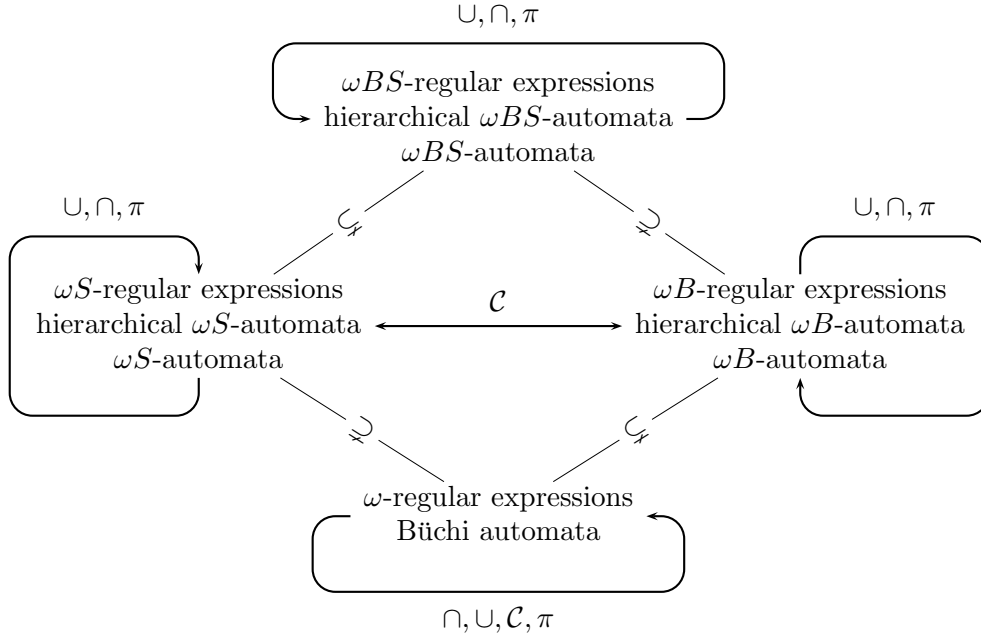 ∪, ∩, π
ωBS-regular expressions
hierarchical ωBS-automata
ωBS-automata
⊊
⊊
∪, ∩, π
ωS-regular expressions
hierarchical ωS-automata
ωS-automata
𝒞
∪, ∩, π
ωB-regular expressions
hierarchical ωB-automata
ωB-automata
⊊
⊊
ω-regular expressions
Büchi automata
∩, ∪, 𝒞, π